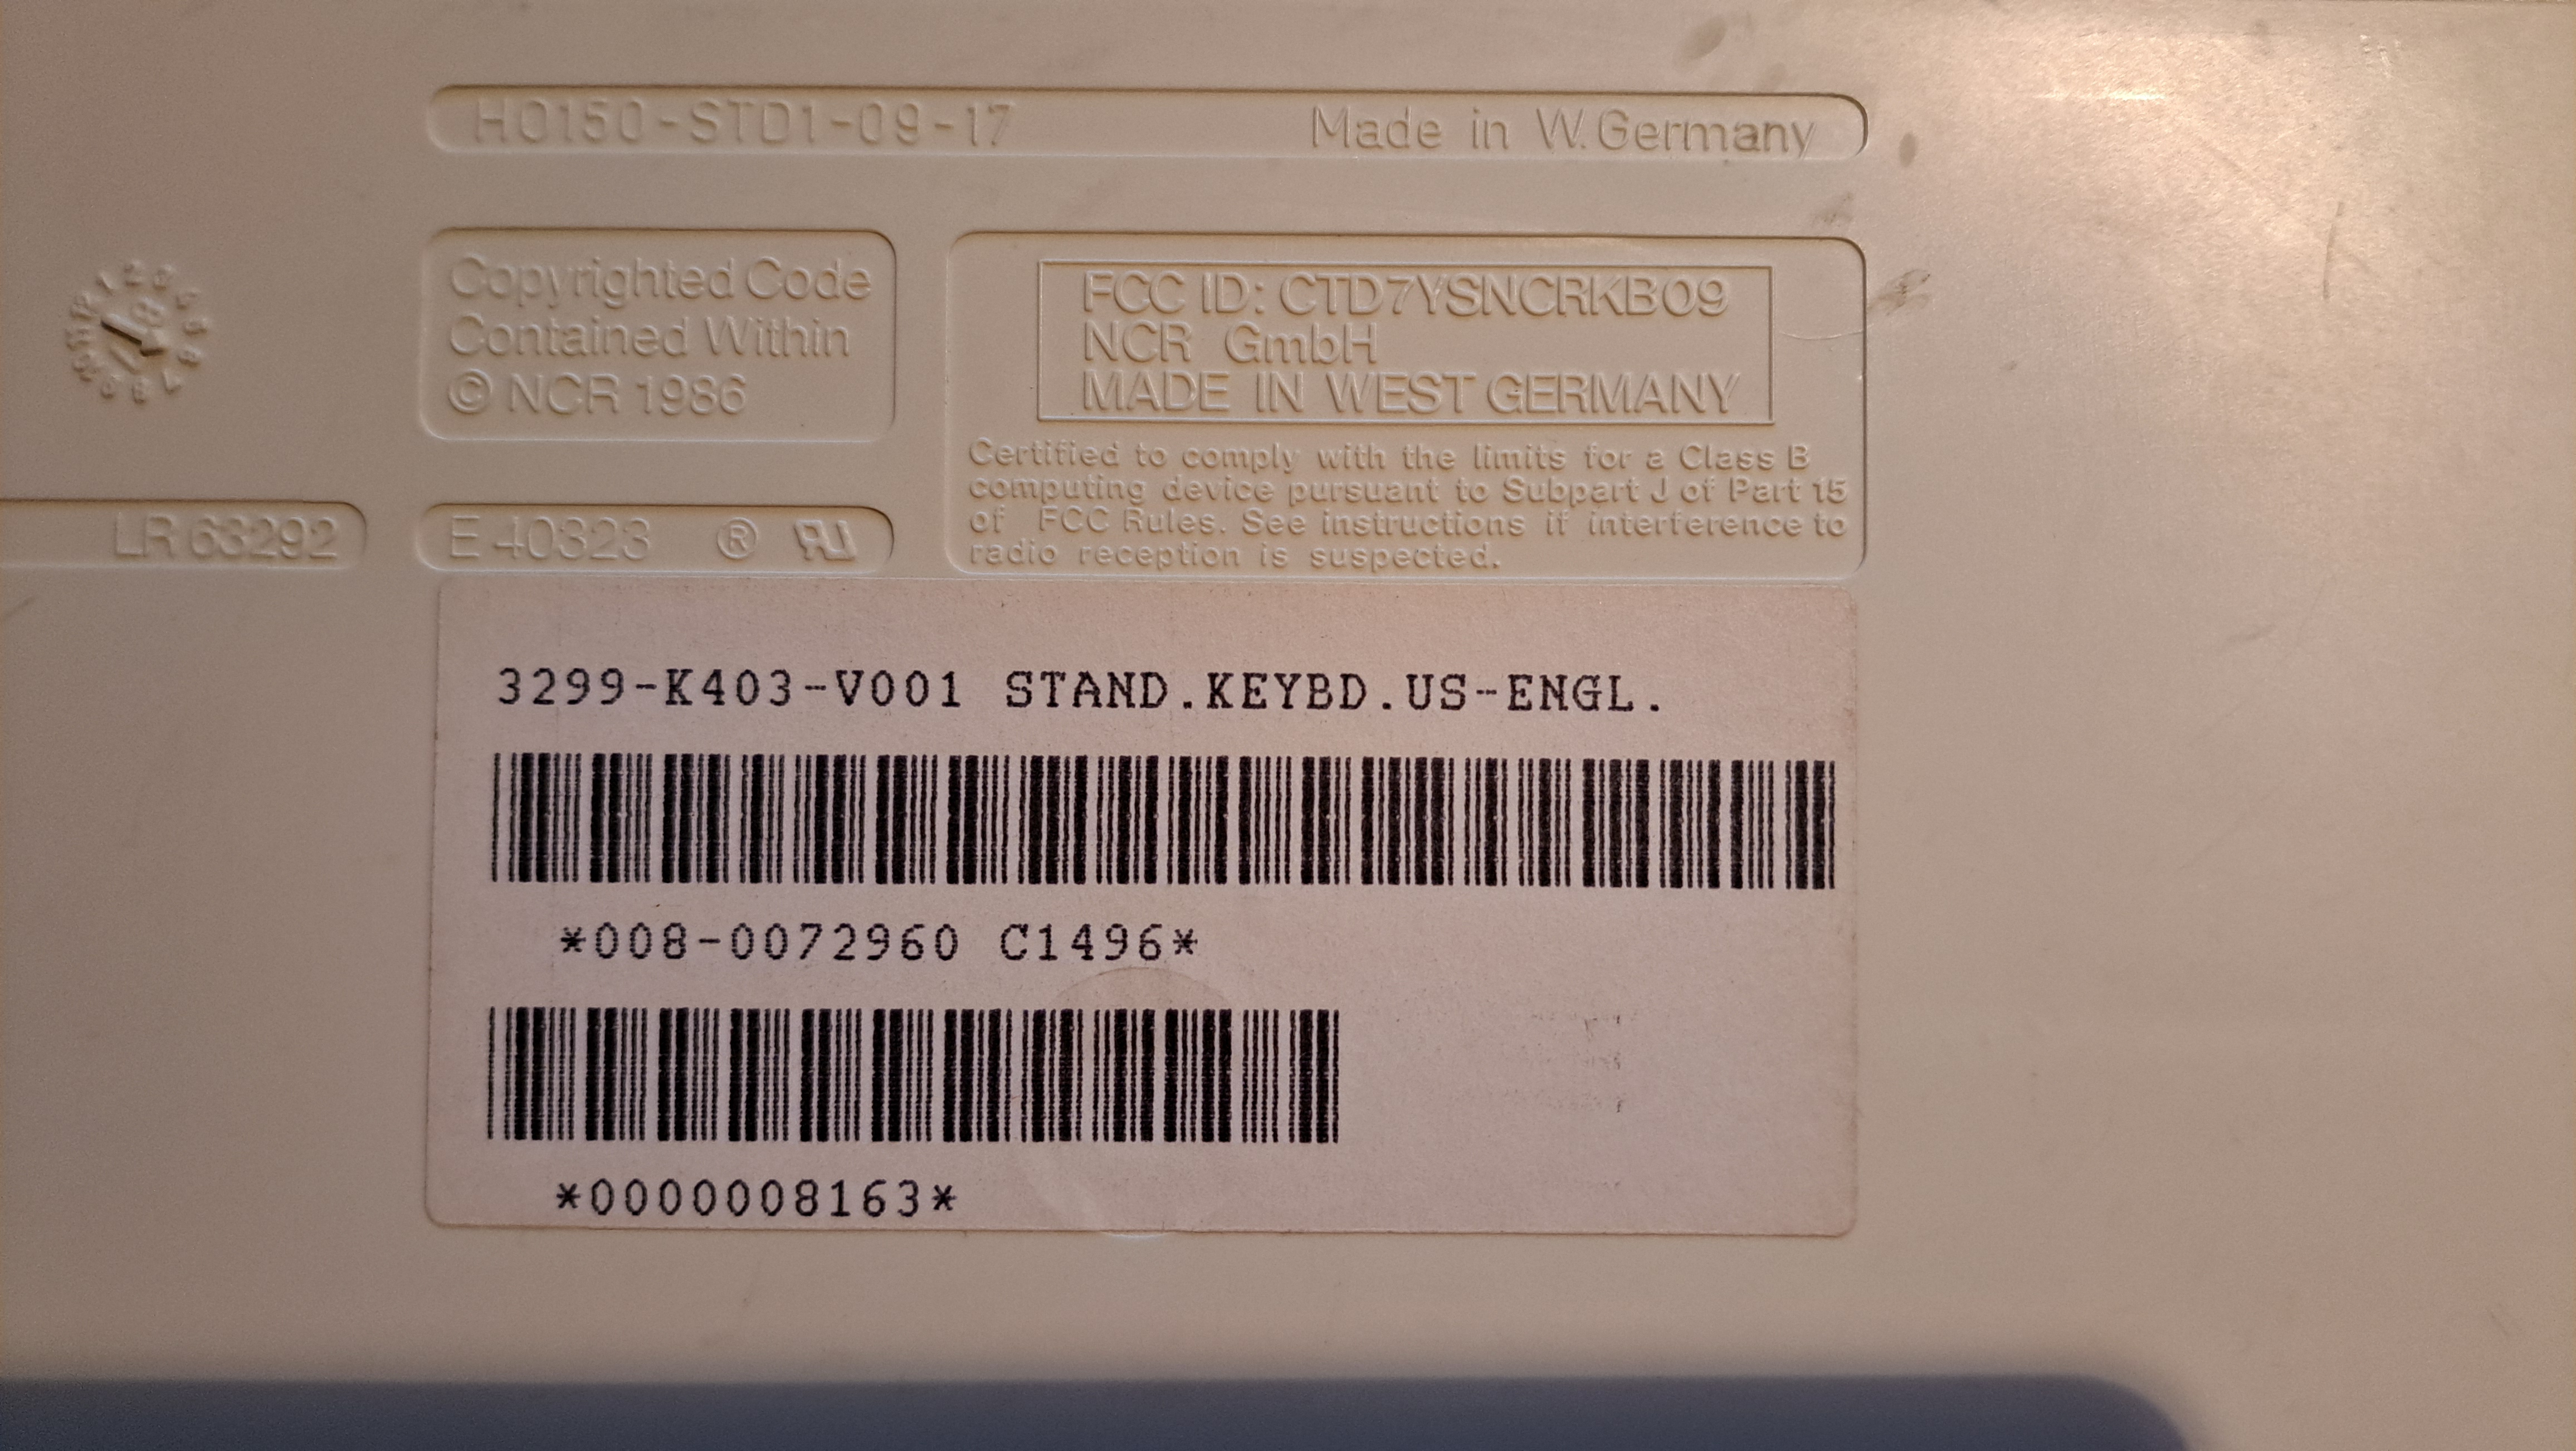 HO150-STD1-09-17 Made in W.Germany
Copyrighted Code
Contained Within
© NCR 1986
FCC ID: CTD7YSNCRKB09
NCR GmbH
MADE IN WEST GERMANY
Certified to comply with the limits for a Class B
computing device pursuant to Subpart J of Part 15
of FCC Rules. See instructions if interference to
radio reception is suspected.
LR 63292
E 40323 ®
3299-K403-V001 STAND.KEYBD.US-ENGL.
*008-0072960 C1496*
*0000008163*